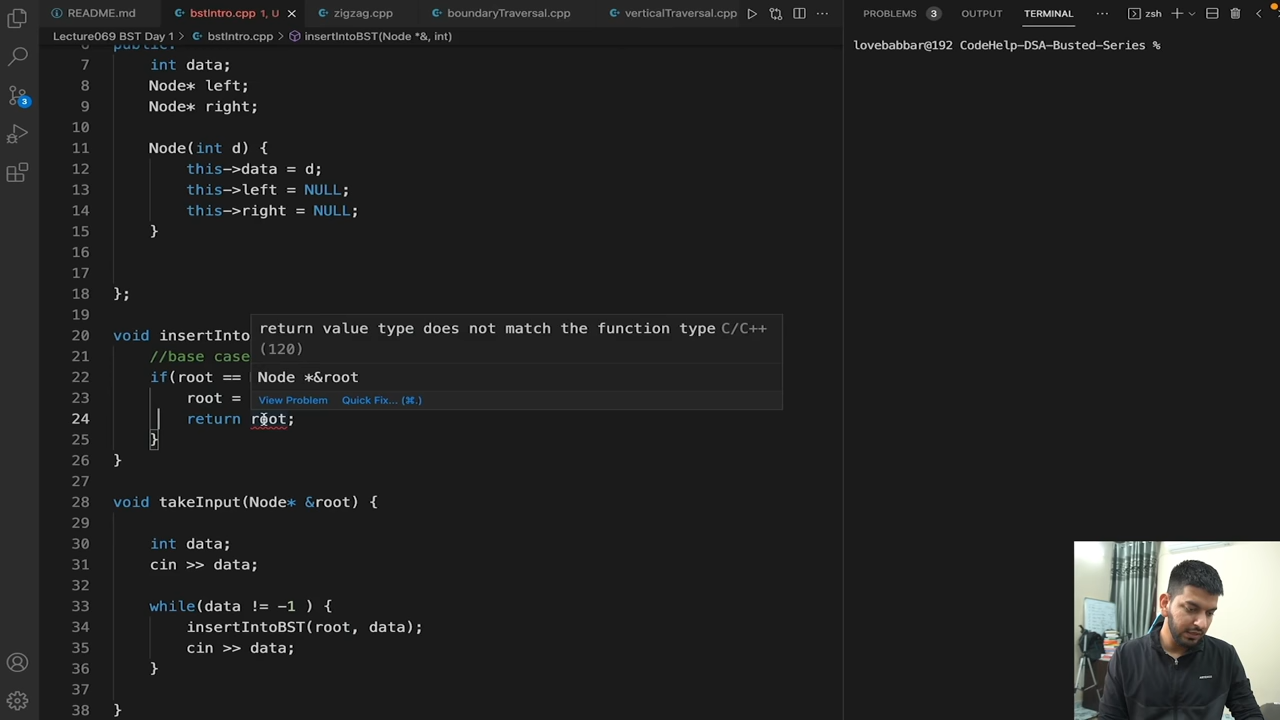 README.md
bstIntro.cpp 1, U
zigzag.cpp
boundaryTraversal.cpp
verticalTraversal.cpp
PROBLEMS 3 OUTPUT TERMINAL zsh
Lecture069 BST Day 1 > bstIntro.cpp > insertIntoBST(Node *&, int)
lovebabbar@192 CodeHelp-DSA-Busted-Series %
3
7 int data;
8 Node* left;
9 Node* right;
10
11 Node(int d) {
12 this->data = d;
13 this->left = NULL;
14 this->right = NULL;
15 }
16
17
18 };
19
20 void insertInto
21 //base case
22 if(root ==
23 root =
24 return root;
25 }
26 }
27
28 void takeInput(Node* &root) {
29
30 int data;
31 cin >> data;
32
33 while(data != -1 ) {
34 insertIntoBST(root, data);
35 cin >> data;
36 }
37
38 }
return value type does not match the function type C/C++
(120)
Node *&root
View Problem Quick Fix... (⌘.)